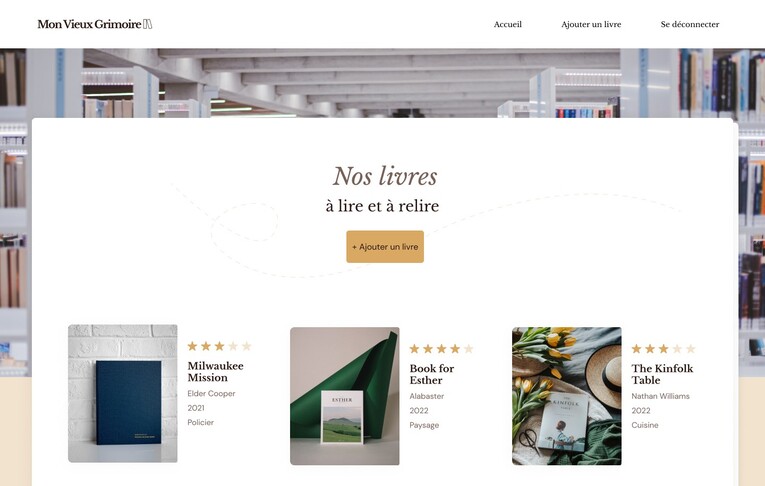 Mon Vieux Grimoire
Accueil
Ajouter un livre
Se déconnecter
Nos livres
à lire et à relire
+ Ajouter un livre
Milwaukee
Mission
Elder Cooper
2021
Policier
ESTHER
Book for
Esther
Alabaster
2022
Paysage
KINFOLK
The Kinfolk
Table
Nathan Williams
2022
Cuisine